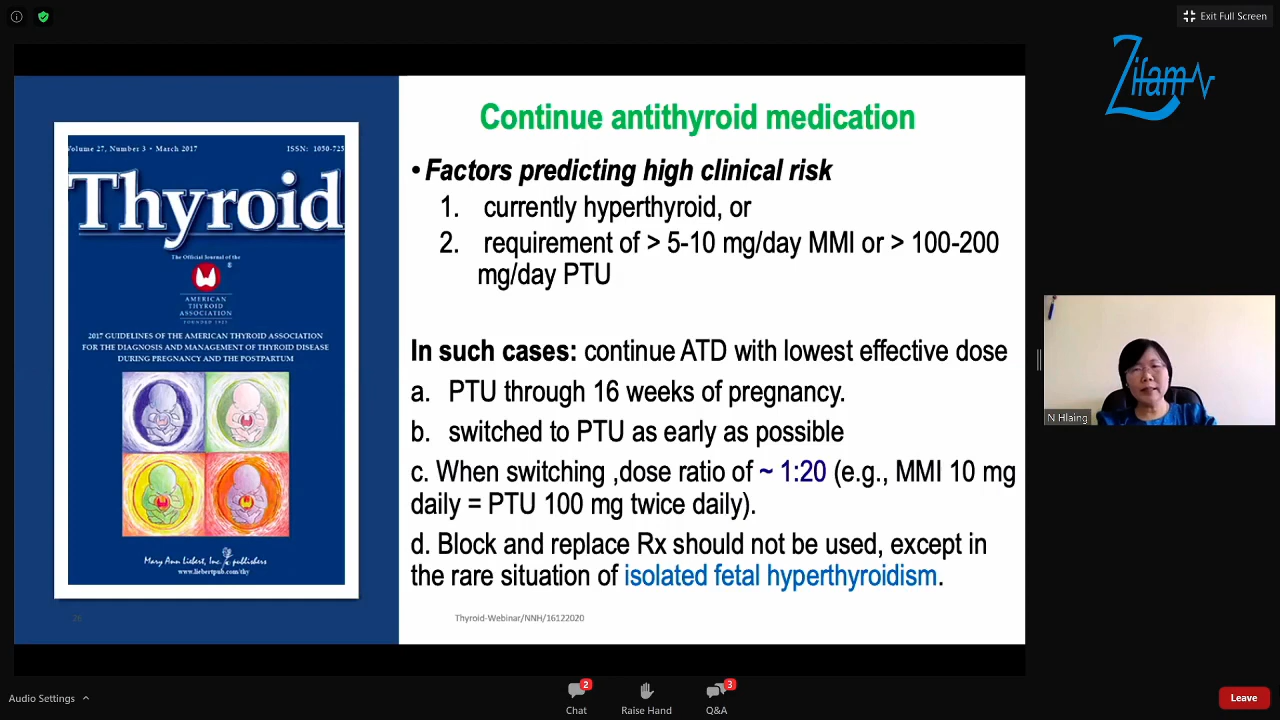 Exit Full Screen
Zifam
Volume 27, Number 3 • March 2017
ISSN: 1050-725
Thyroid
The Official Journal of the
®
AMERICAN
THYROID
ASSOCIATION
FOUNDED 1923
2017 GUIDELINES OF THE AMERICAN THYROID ASSOCIATION
FOR THE DIAGNOSIS AND MANAGEMENT OF THYROID DISEASE
DURING PREGNANCY AND THE POSTPARTUM
Mary Ann Liebert, Inc. publishers
www.liebertpub.com/thy
26
Continue antithyroid medication
• Factors predicting high clinical risk
1. currently hyperthyroid, or
2. requirement of > 5-10 mg/day MMI or > 100-200
mg/day PTU
In such cases: continue ATD with lowest effective dose
a. PTU through 16 weeks of pregnancy.
b. switched to PTU as early as possible
c. When switching ,dose ratio of ~ 1:20 (e.g., MMI 10 mg
daily = PTU 100 mg twice daily).
d. Block and replace Rx should not be used, except in
the rare situation of isolated fetal hyperthyroidism.
Thyroid-Webinar/NNH/16122020
N Hlaing
Audio Settings
2
Chat
Raise Hand
3
Q&A
Leave